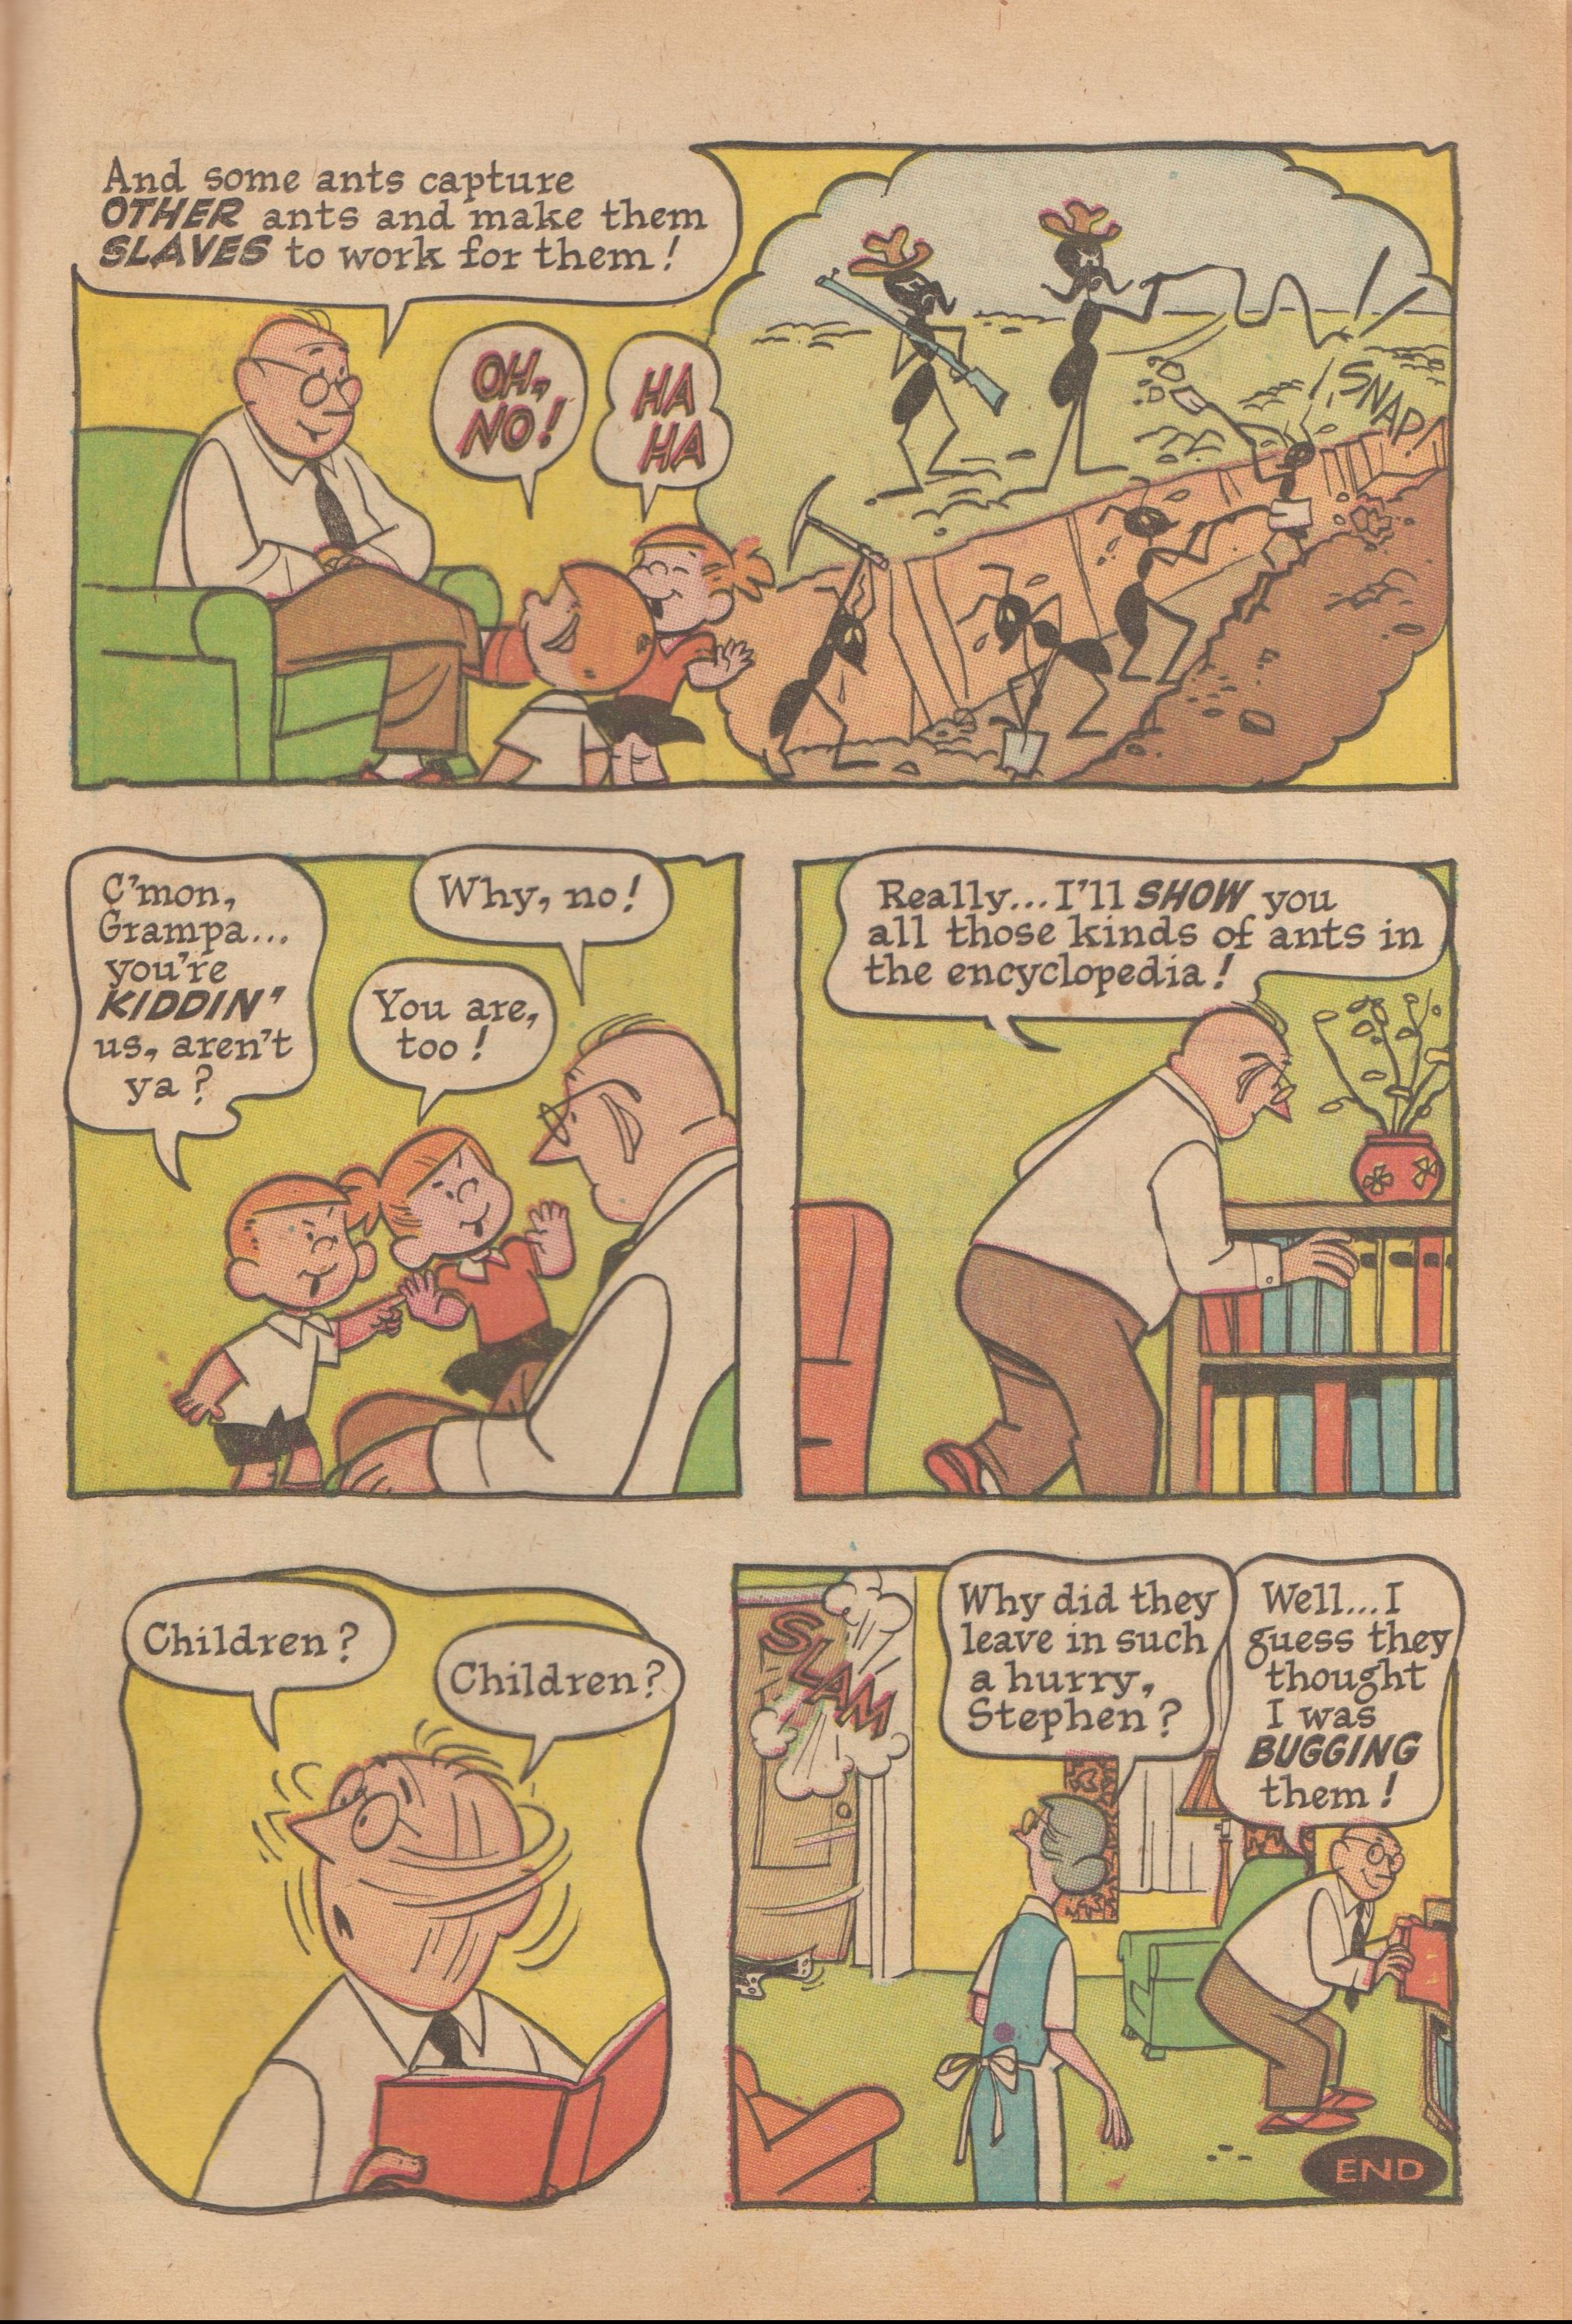 And some ants capture
OTHER ants and make them
SLAVES to work for them!
OH,
NO!
HA
HA
SNAP!
C'mon,
Grampa...
you're
KIDDIN'
us, aren't
ya?
Why, no!
You are,
too!
Really...I'll SHOW you
all those kinds of ants in
the encyclopedia!
Children?
Children?
SLAM
Why did they
leave in such
a hurry,
Stephen?
Well...I
guess they
thought
I was
BUGGING
them!
END